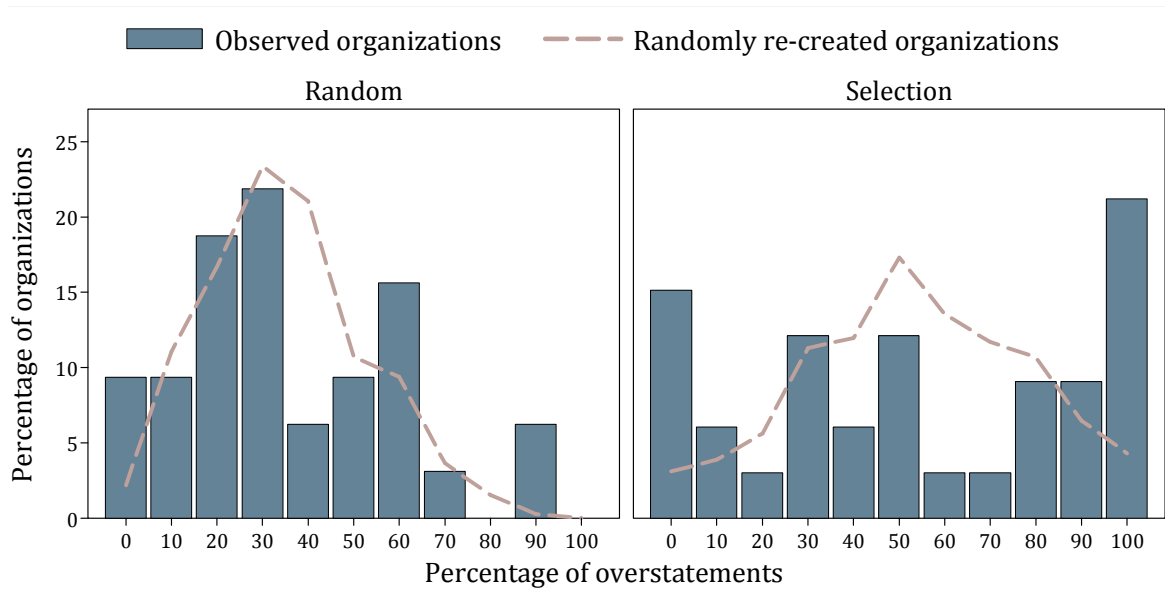 Observed organizations
Randomly re-created organizations
Random
Selection
Percentage of organizations
25
20
15
10
5
0
0 10 20 30 40 50 60 70 80 90 100
0 10 20 30 40 50 60 70 80 90 100
Percentage of overstatements